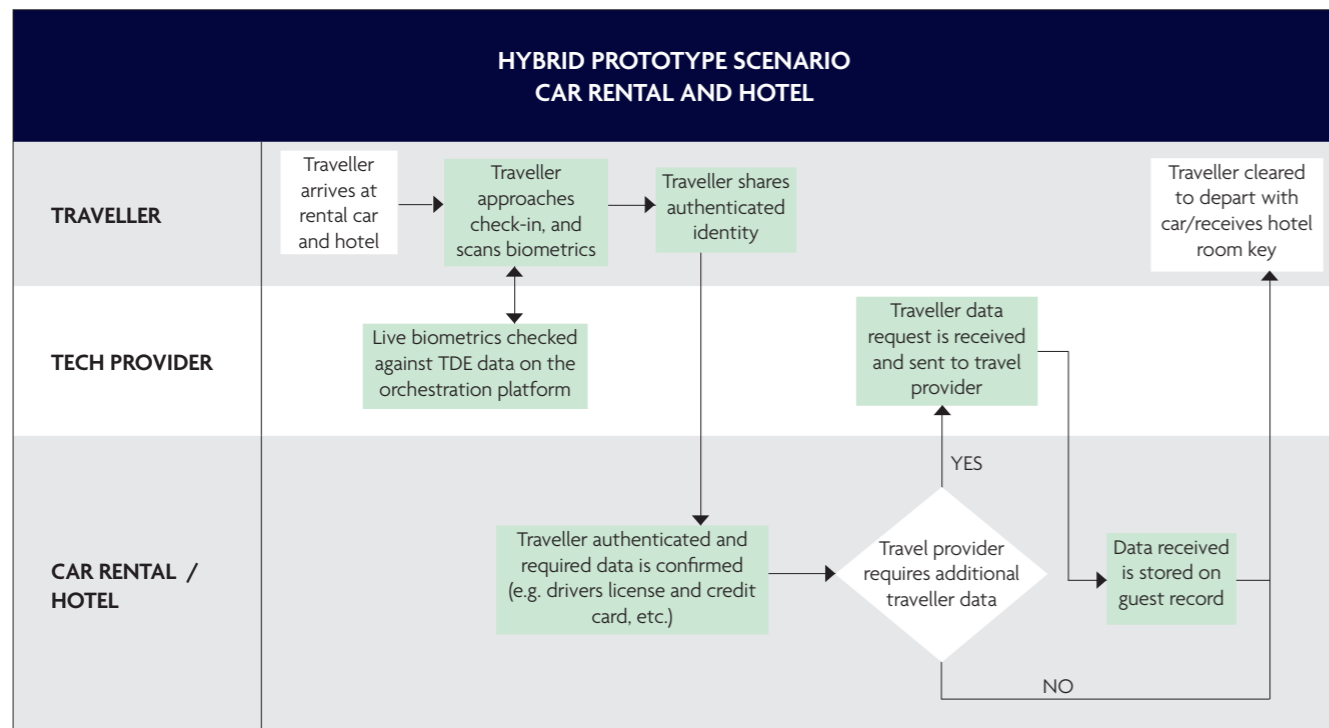 HYBRID PROTOTYPE SCENARIO
CAR RENTAL AND HOTEL
TRAVELLER
Traveller
arrives at
rental car
and hotel
Traveller
approaches
check-in, and
scans biometrics
Traveller shares
authenticated
identity
Traveller cleared
to depart with
car/receives hotel
room key
TECH PROVIDER
Live biometrics checked
against TDE data on the
orchestration platform
Traveller data
request is received
and sent to travel
provider
YES
CAR RENTAL /
HOTEL
Traveller authenticated and
required data is confirmed
(e.g. drivers license and credit
card, etc.)
Travel provider
requires additional
traveller data
Data received
is stored on
guest record
NO